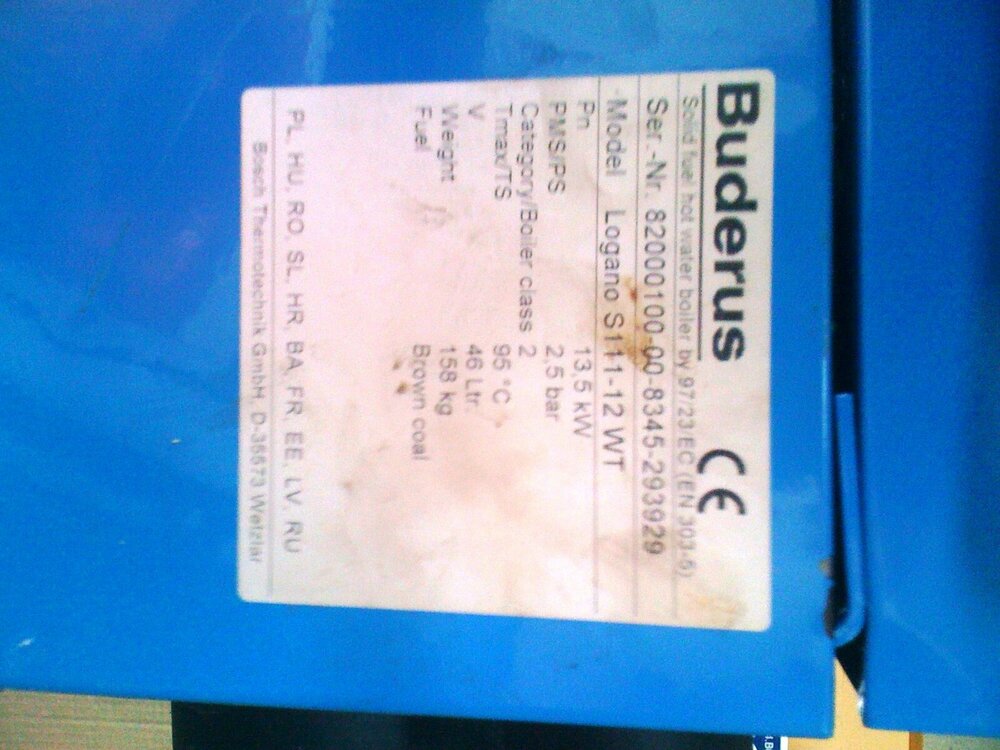 Buderus CE
Solid fuel hot water boiler by 97/23 EC (EN 303-5)
Ser.-Nr. 82000100-00-8345-293929
Model Logano S111-12 WT
Pn 13,5 kW
PMS/PS 2,5 bar
Category/Boiler class 2
Tmax/TS 95 °C
V 46 Ltr.
Weight 158 kg
Fuel Brown coal
PL, HU, RO, SL, HR, BA, FR, EE, LV, RU
Bosch Thermotechnik GmbH, D-35573 Wetzlar